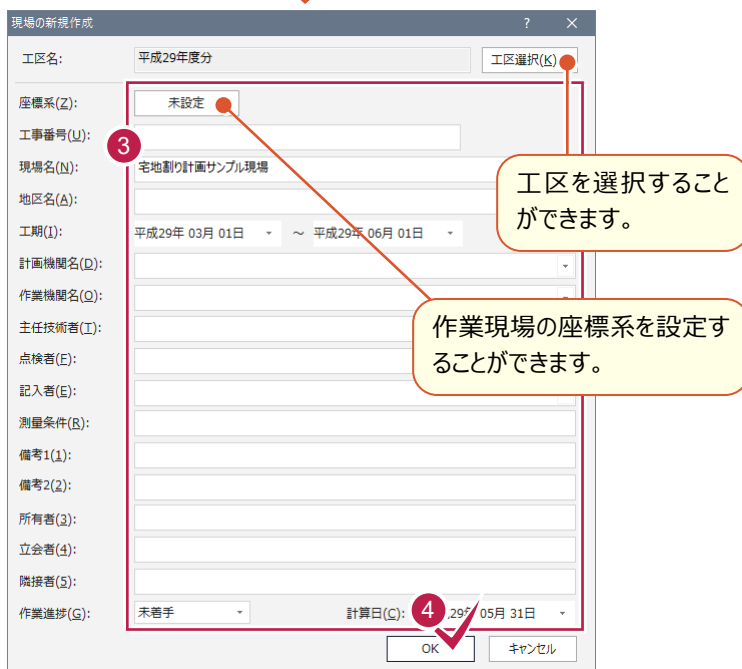 現場の新規作成 ? ×
工区名: 平成29年度分 工区選択(K)
座標系(Z): 未設定
工事番号(U):
3
現場名(N): 宅地割り計画サンプル現場
工区を選択すること
ができます。
地区名(A):
工期(I): 平成29年 03月 01日 ～ 平成29年 06月 01日
計画機関名(D):
作業機関名(O):
作業現場の座標系を設定す
ることができます。
主任技術者(T):
点検者(F):
記入者(E):
測量条件(R):
備考1(1):
備考2(2):
所有者(3):
立会者(4):
隣接者(5):
作業進捗(G): 未着手 計算日(C): 4 29年 05月 31日
OK キャンセル